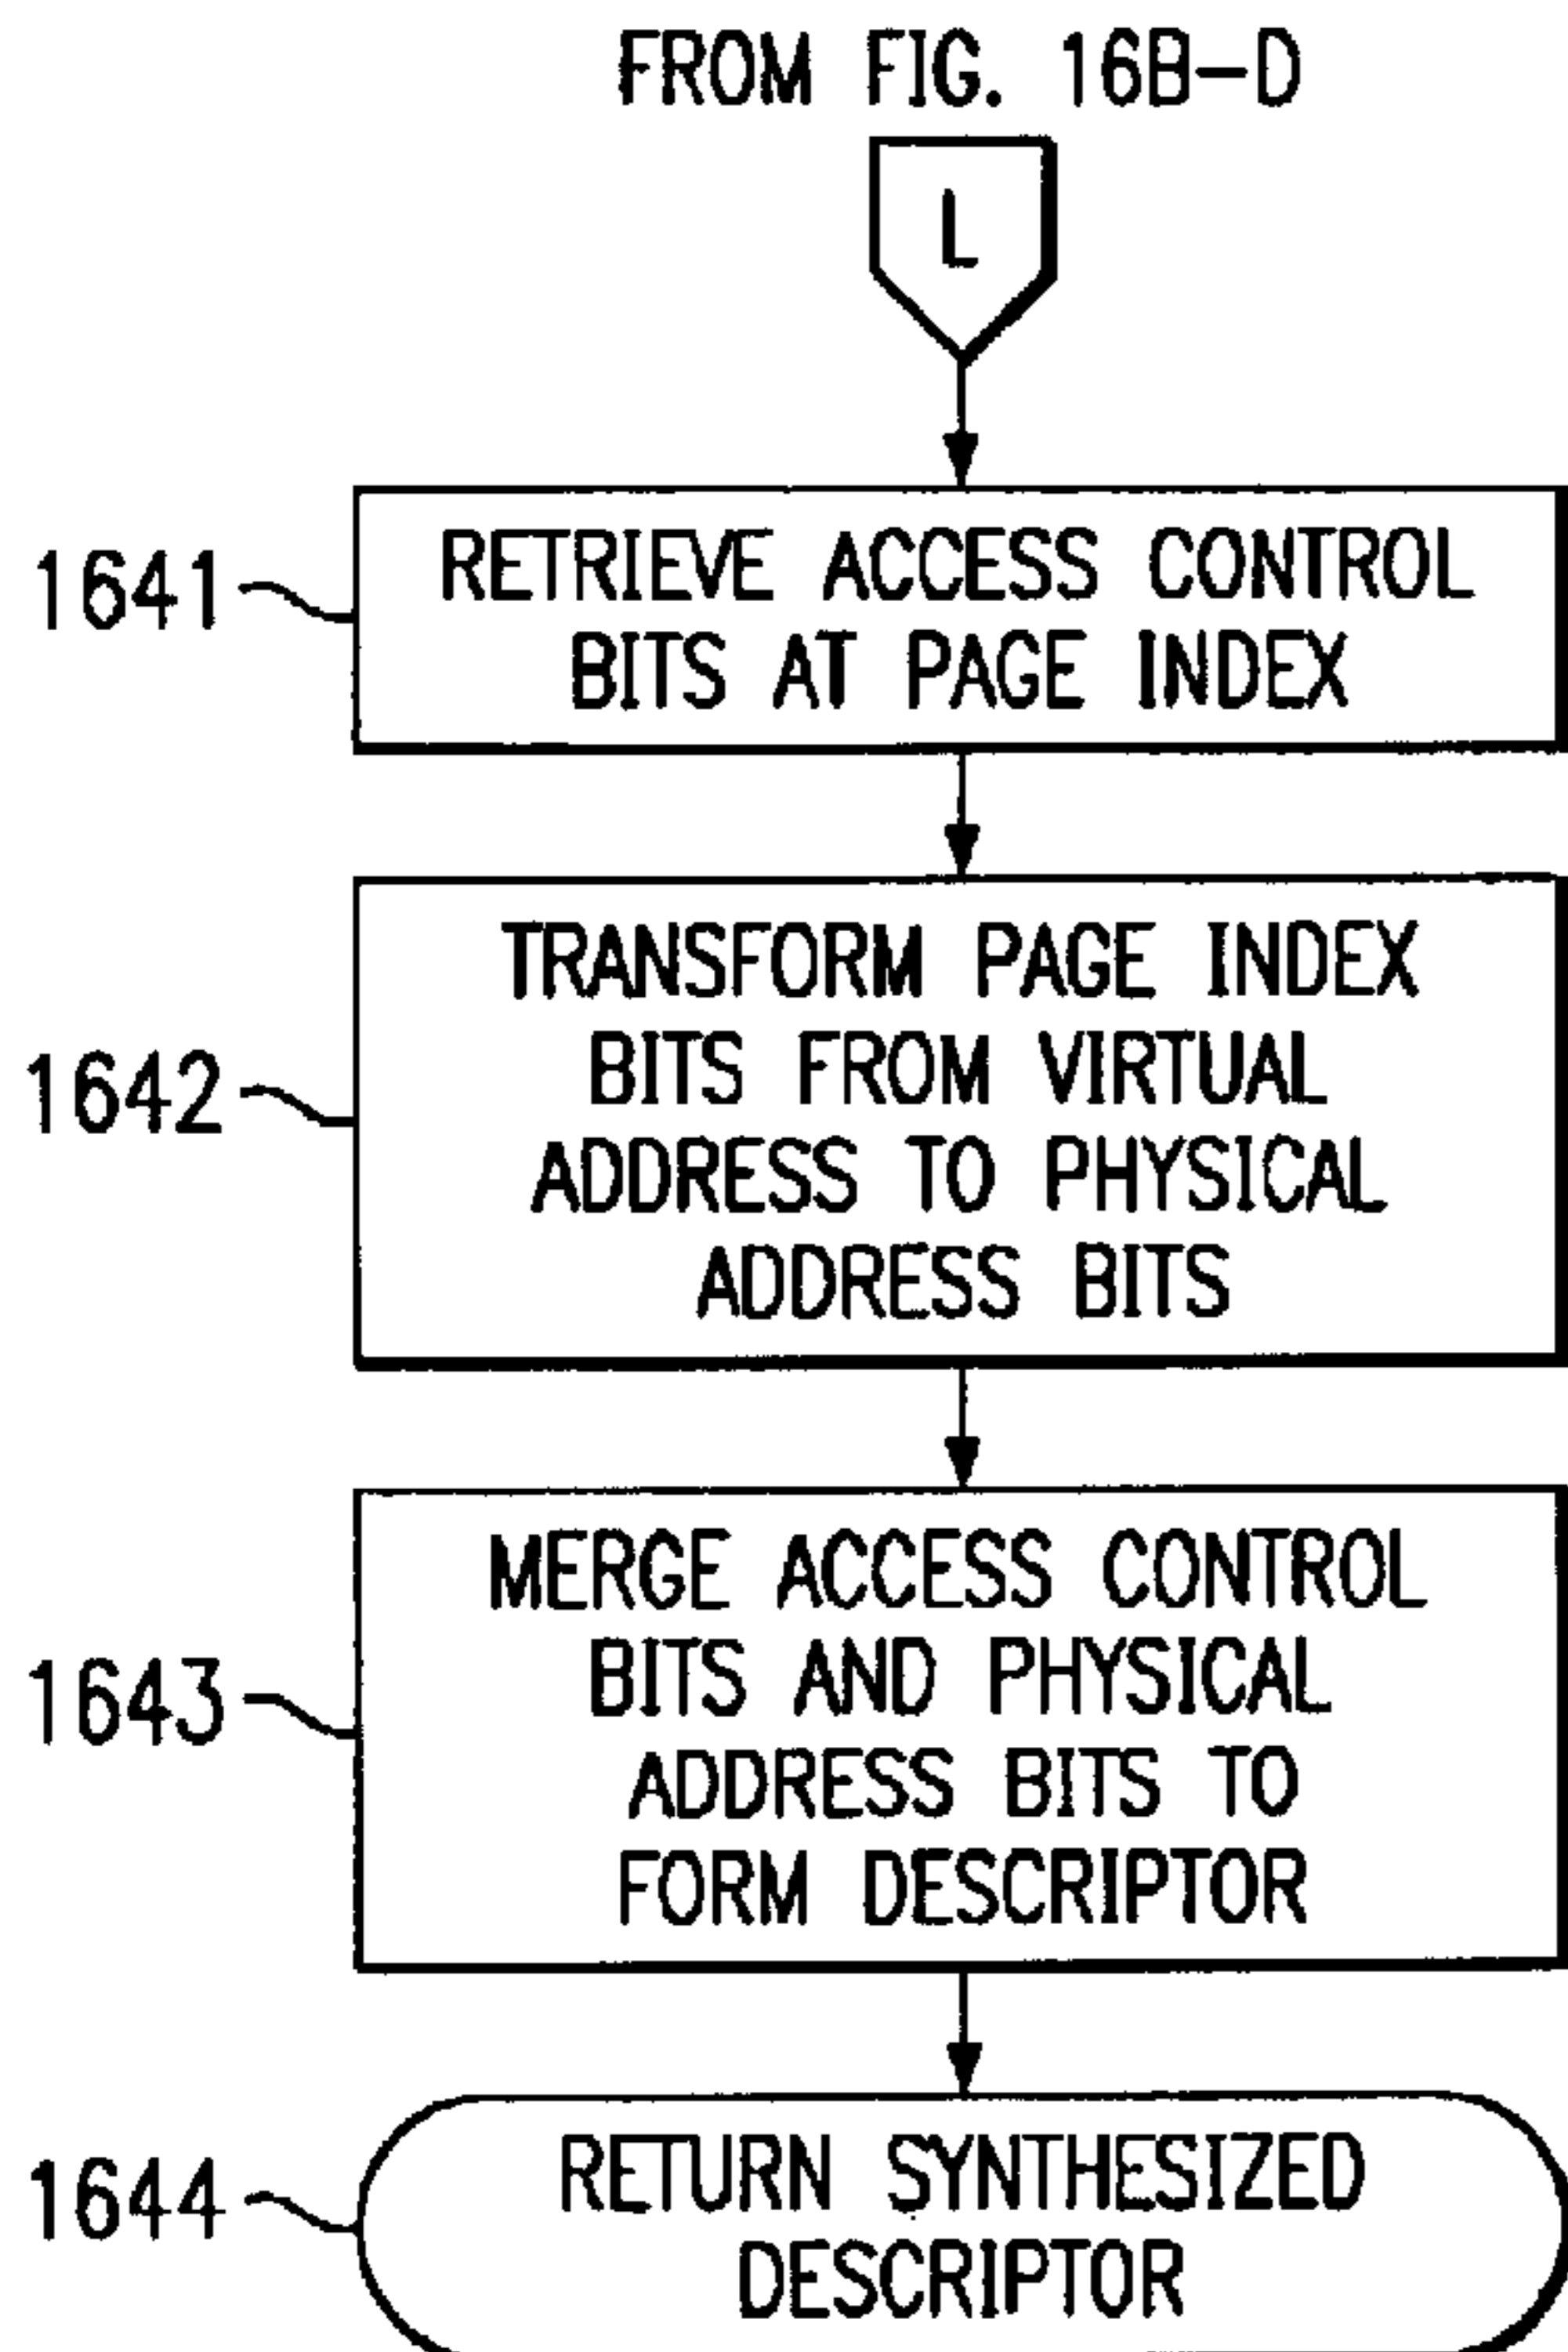 FROM FIG. 16B-D
L
1641
RETRIEVE ACCESS CONTROL
BITS AT PAGE INDEX
1642
TRANSFORM PAGE INDEX
BITS FROM VIRTUAL
ADDRESS TO PHYSICAL
ADDRESS BITS
1643
MERGE ACCESS CONTROL
BITS AND PHYSICAL
ADDRESS BITS TO
FORM DESCRIPTOR
1644
RETURN SYNTHESIZED
DESCRIPTOR